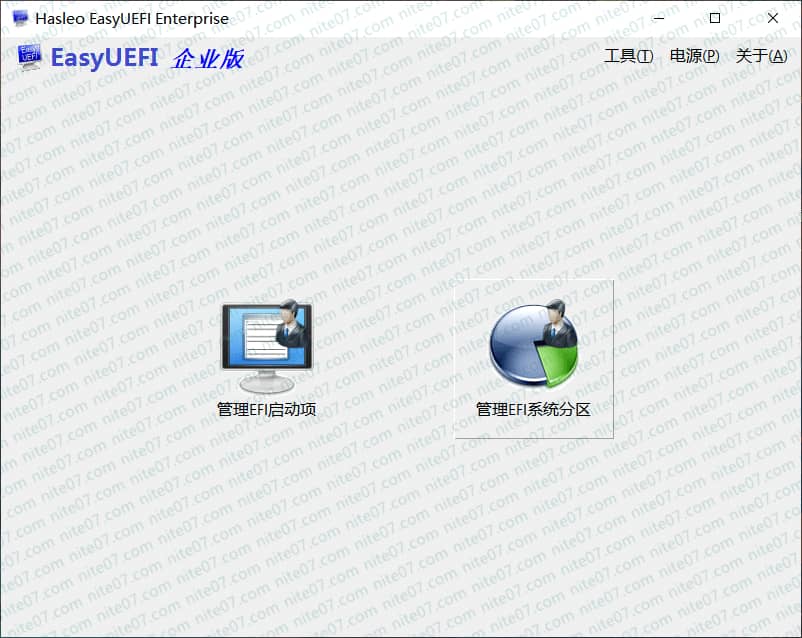 Hasleo EasyUEFI Enterprise
EasyUEFI 企业版
工具(T) 电源(P) 关于(A)
管理EFI启动项
管理EFI系统分区
nite07.com